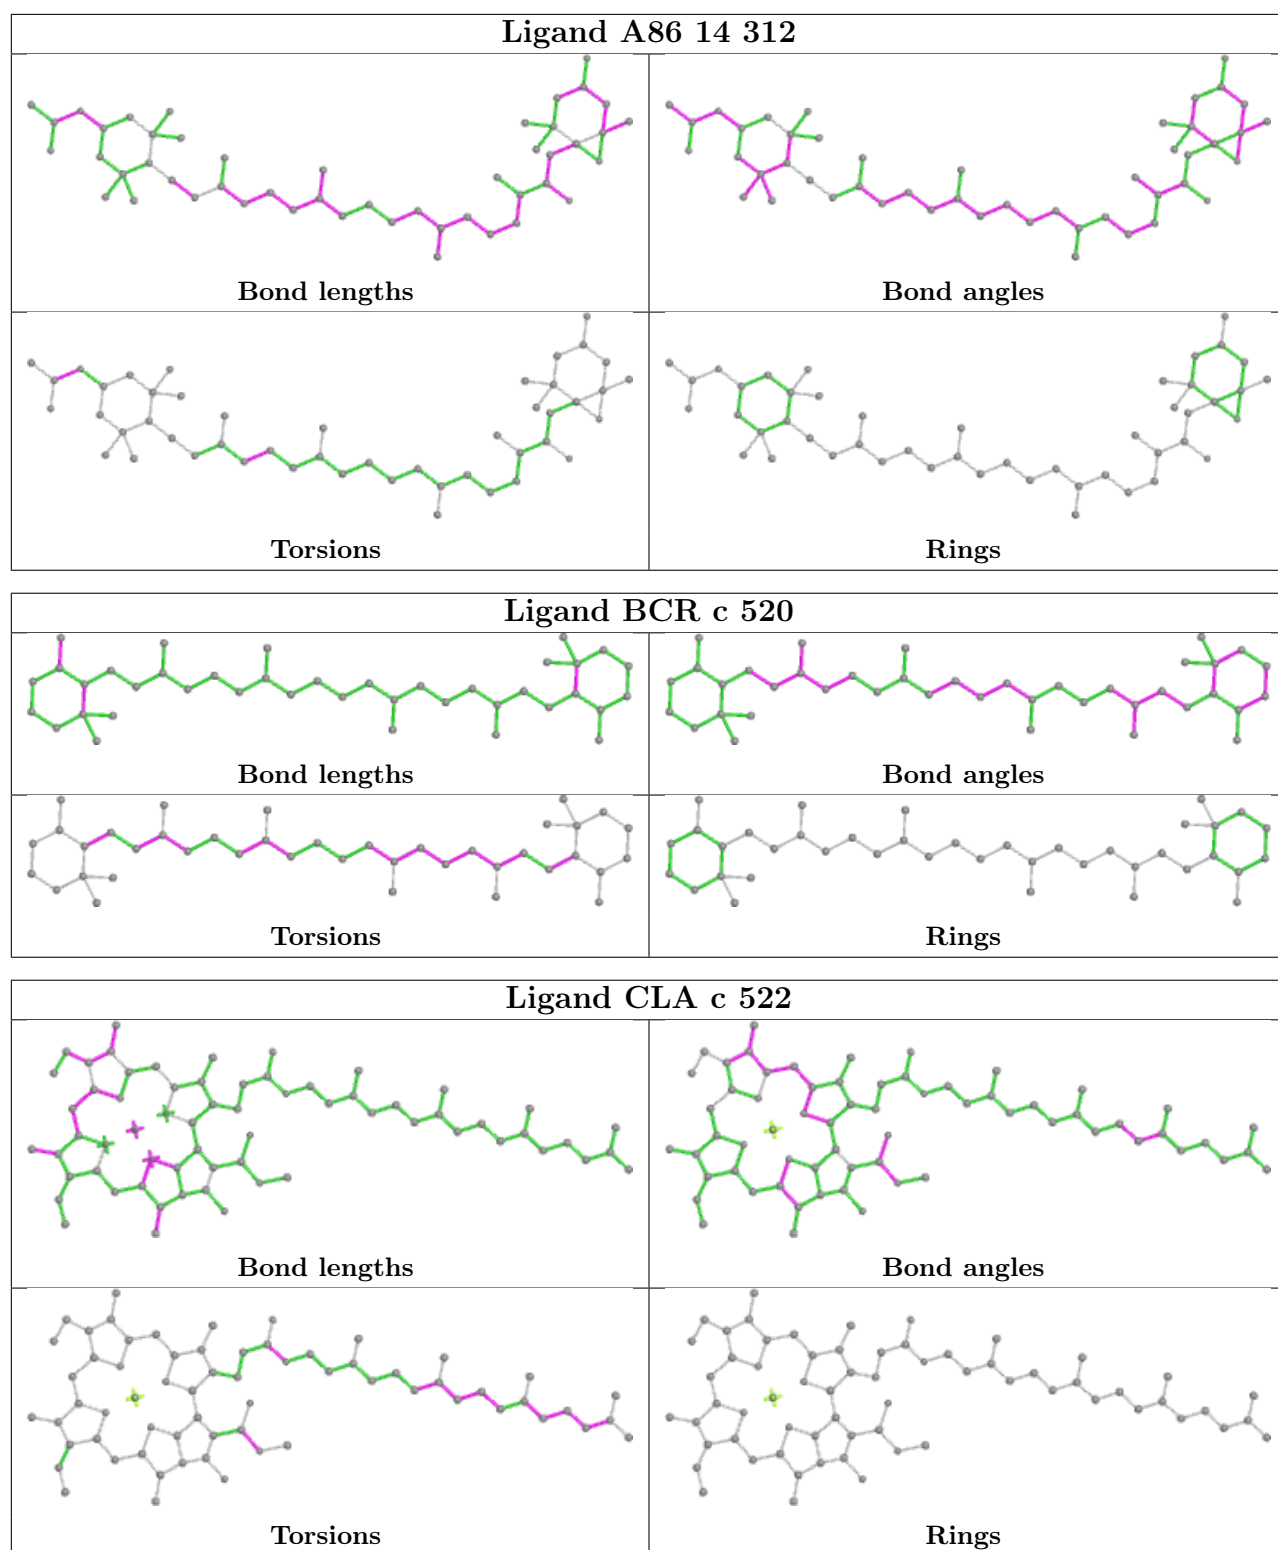 Ligand A86 14 312
Bond lengths
Bond angles
Torsions
Rings
Ligand BCR c 520
Bond lengths
Bond angles
Torsions
Rings
Ligand CLA c 522
Bond lengths
Bond angles
Torsions
Rings